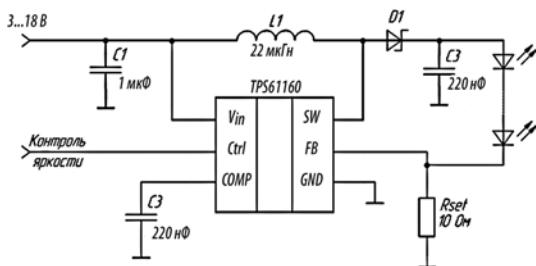 3...18 В
L1
D1
C1
1 мкФ
22 мкГн
C3
220 нФ
TPS61160
Vin
SW
Контроль
яркости
Ctrl
FB
COMP
GND
C3
220 нФ
Rset
10 Ом